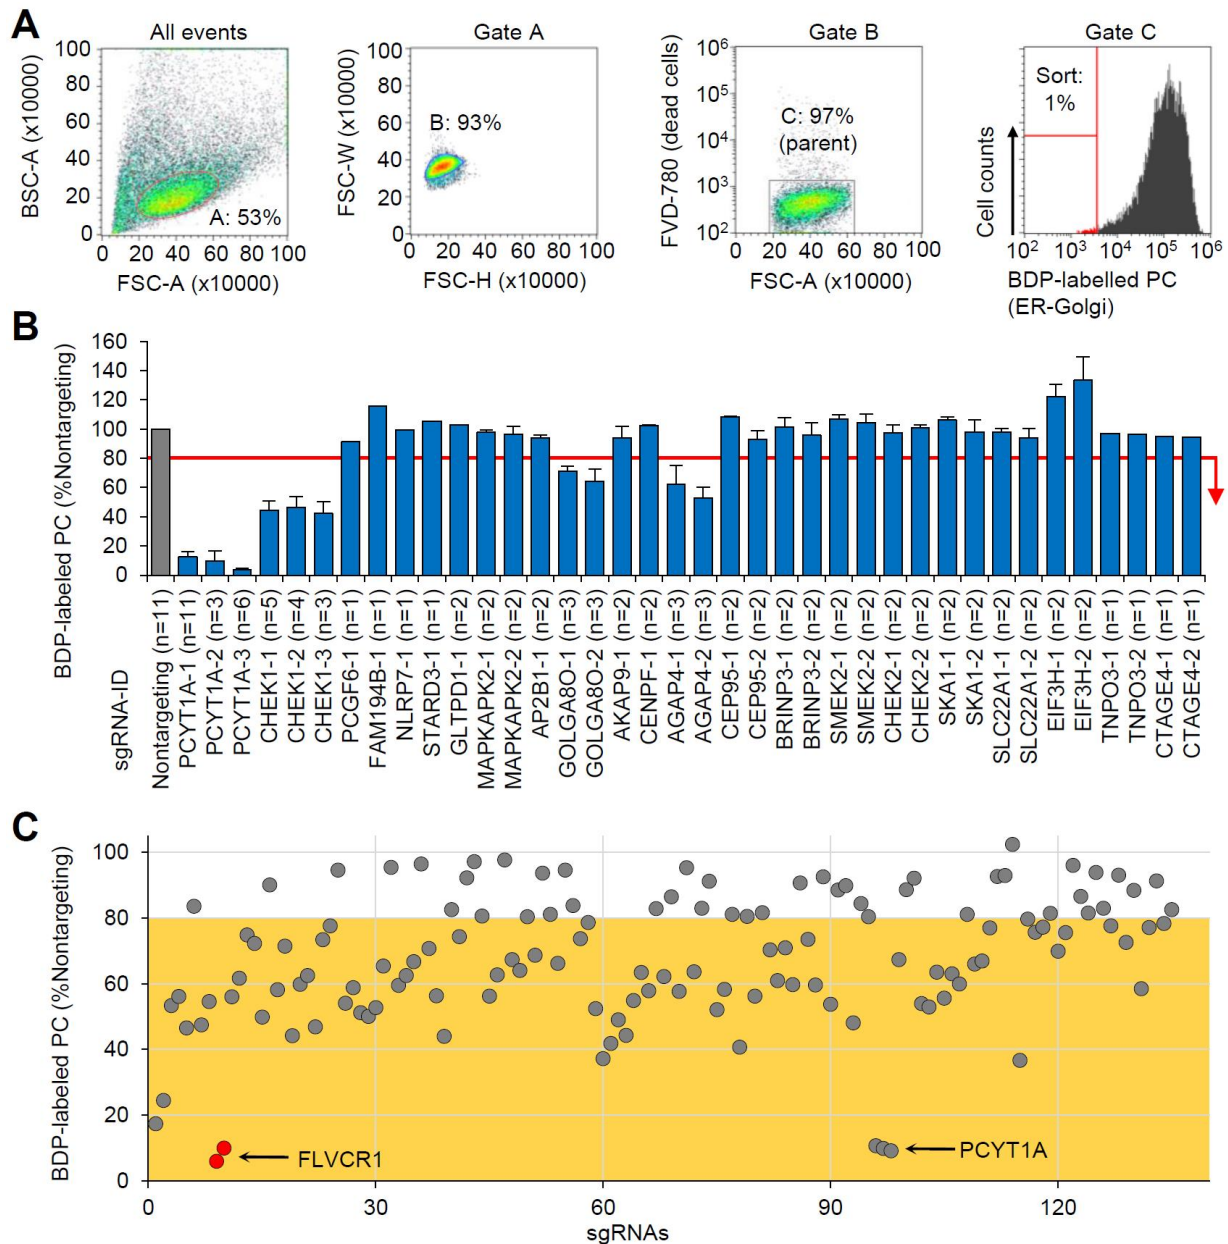 A
All events
Gate A
Gate B
Gate C
BSC-A (x10000)
100
80
60
40
20
0
A: 53%
0 20 40 60 80 100
FSC-A (x10000)
FSC-W (x10000)
100
80
60
40
20
0
B: 93%
0 20 40 60 80 100
FSC-H (x10000)
FVD-780 (dead cells)
10⁶
10⁵
10⁴
10³
10²
C: 97%
(parent)
0 20 40 60 80 100
FSC-A (x10000)
Cell counts
Sort:
1%
10² 10³ 10⁴ 10⁵ 10⁶
BDP-labelled PC
(ER-Golgi)
B
BDP-labeled PC (%Nontargeting)
160
140
120
100
80
60
40
20
0
sgRNA-ID
Nontargeting (n=11)
PCYT1A-1 (n=11)
PCYT1A-2 (n=3)
PCYT1A-3 (n=6)
CHEK1-1 (n=5)
CHEK1-2 (n=4)
CHEK1-3 (n=3)
PCGF6-1 (n=1)
FAM194B-1 (n=1)
NLRP7-1 (n=1)
STARD3-1 (n=1)
GLTPD1-1 (n=2)
MAPKAPK2-1 (n=2)
MAPKAPK2-2 (n=2)
AP2B1-1 (n=2)
GOLGA8O-1 (n=3)
GOLGA8O-2 (n=3)
AKAP9-1 (n=2)
CENPF-1 (n=2)
AGAP4-1 (n=3)
AGAP4-2 (n=3)
CEP95-1 (n=2)
CEP95-2 (n=2)
BRINP3-1 (n=2)
BRINP3-2 (n=2)
SMEK2-1 (n=2)
SMEK2-2 (n=2)
CHEK2-1 (n=2)
CHEK2-2 (n=2)
SKA1-1 (n=2)
SKA1-2 (n=2)
SLC22A1-1 (n=2)
SLC22A1-2 (n=2)
EIF3H-1 (n=2)
EIF3H-2 (n=2)
TNPO3-1 (n=1)
TNPO3-2 (n=1)
CTAGE4-1 (n=1)
CTAGE4-2 (n=1)
C
BDP-labeled PC (%Nontargeting)
100
80
60
40
20
0
FLVCR1
PCYT1A
0 30 60 90 120
sgRNAs